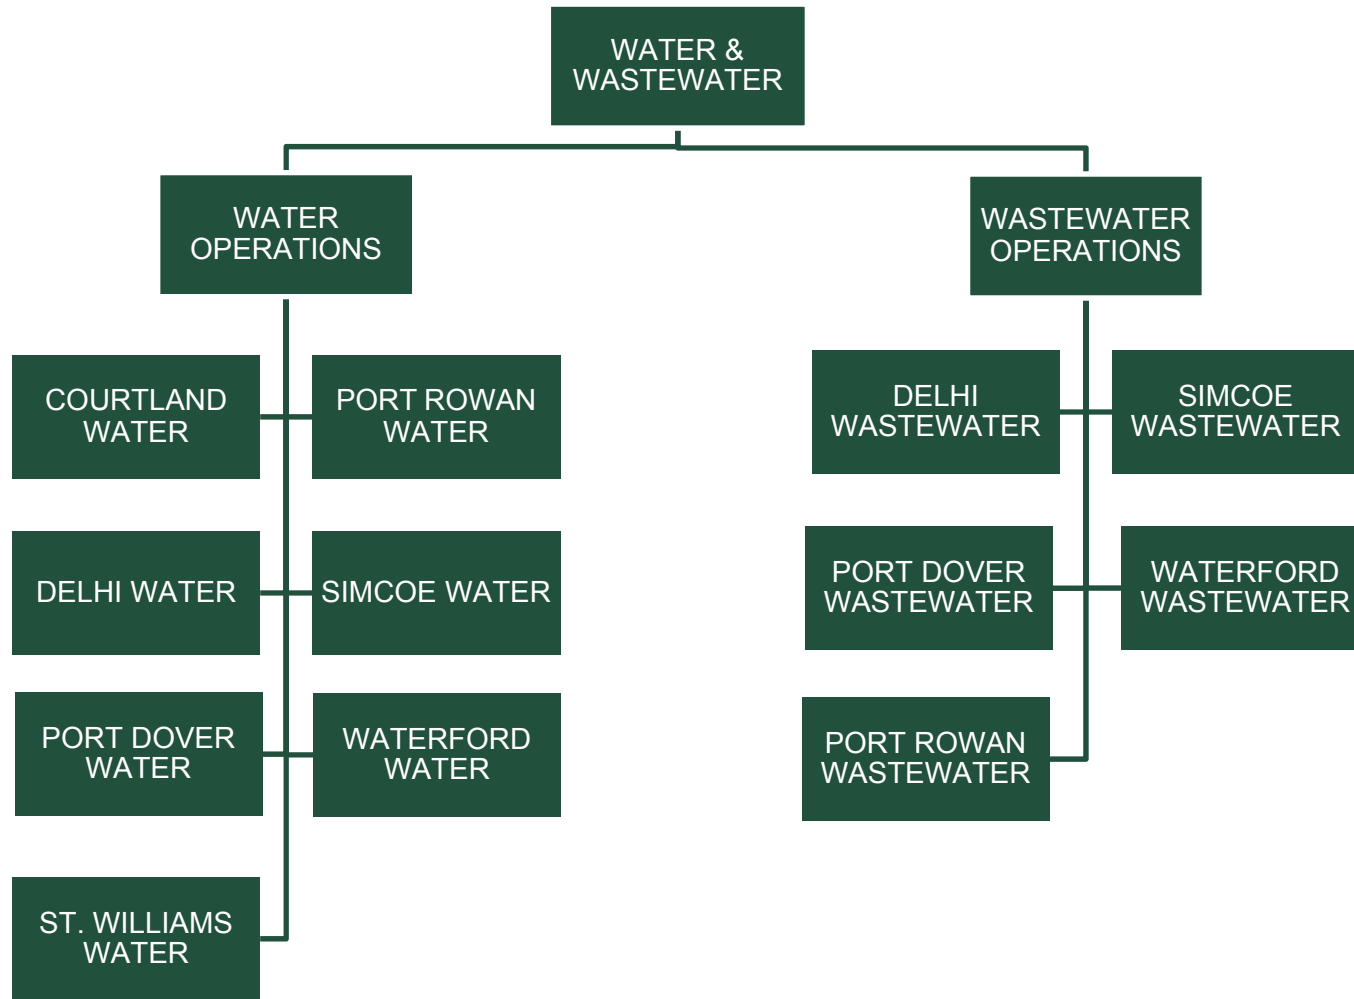 WATER &
WASTEWATER
WATER
OPERATIONS
WASTEWATER
OPERATIONS
COURTLAND
WATER
PORT ROWAN
WATER
DELHI WATER
SIMCOE WATER
PORT DOVER
WATER
WATERFORD
WATER
ST. WILLIAMS
WATER
DELHI
WASTEWATER
SIMCOE
WASTEWATER
PORT DOVER
WASTEWATER
WATERFORD
WASTEWATER
PORT ROWAN
WASTEWATER